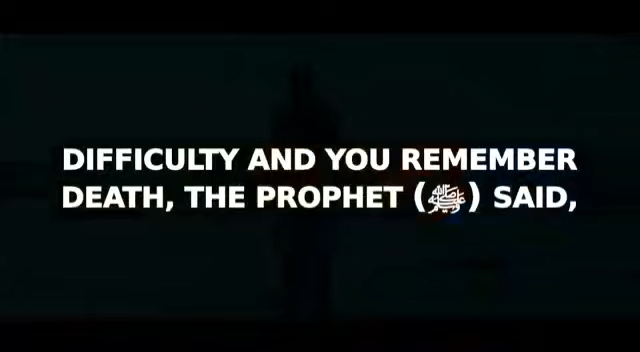 DIFFICULTY AND YOU REMEMBER
DEATH, THE PROPHET (ﷺ) SAID,